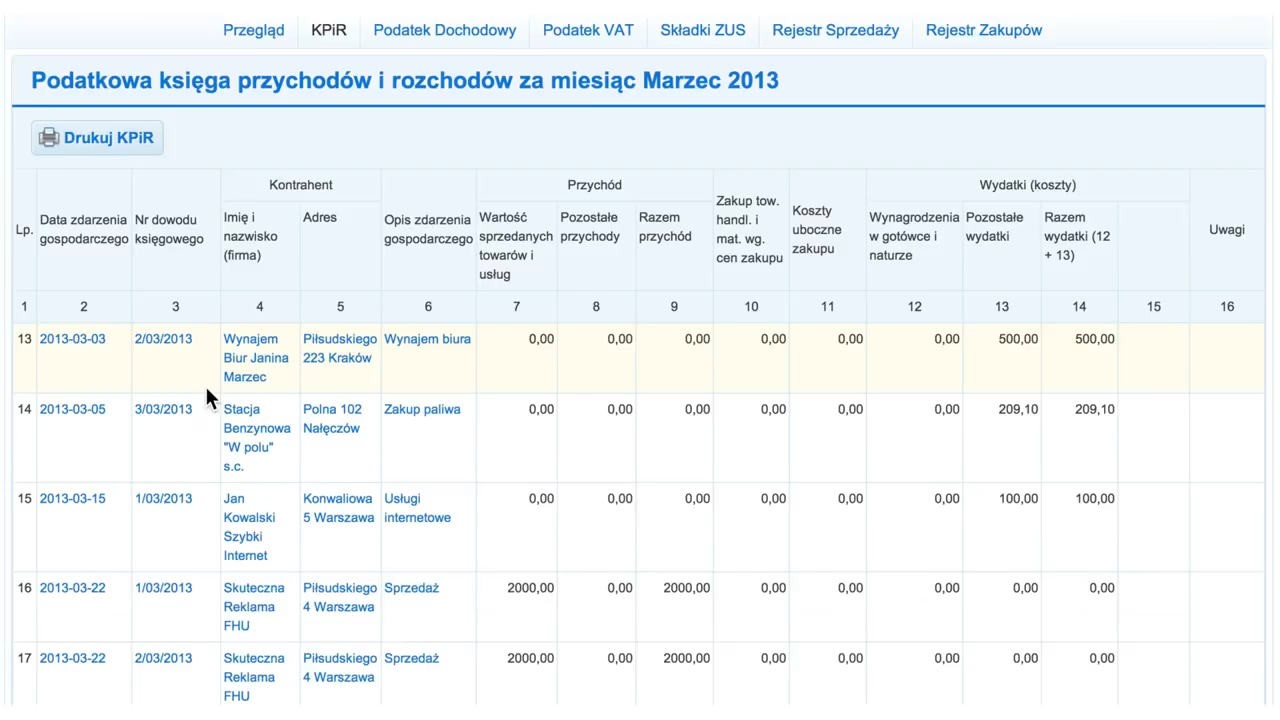 Przegląd KPiR Podatek Dochodowy Podatek VAT Składki ZUS Rejestr Sprzedaży Rejestr Zakupów
Podatkowa księga przychodów i rozchodów za miesiąc Marzec 2013
Drukuj KPiR
Lp.
Data zdarzenia
gospodarczego
Nr dowodu
księgowego
Kontrahent
Imię i
nazwisko
(firma)
Adres
Opis zdarzenia
gospodarczego
Przychód
Wartość
sprzedanych
towarów i
usług
Pozostałe
przychody
Razem
przychód
Zakup tow.
handl. i
mat. wg.
cen zakupu
Koszty
uboczne
zakupu
Wydatki (koszty)
Wynagrodzenia
w gotówce i
naturze
Pozostałe
wydatki
Razem
wydatki (12
+ 13)
Uwagi
1 2 3 4 5 6 7 8 9 10 11 12 13 14 15 16
13 2013-03-03 2/03/2013 Wynajem Piłsudskiego Wynajem biura 0,00 0,00 0,00 0,00 0,00 0,00 500,00 500,00
Biur Janina 223 Kraków
Marzec
14 2013-03-05 3/03/2013 Stacja Polna 102 Zakup paliwa 0,00 0,00 0,00 0,00 0,00 0,00 209,10 209,10
Benzynowa Nałęczów
"W polu"
s.c.
15 2013-03-15 1/03/2013 Jan Konwaliowa Usługi 0,00 0,00 0,00 0,00 0,00 0,00 100,00 100,00
Kowalski 5 Warszawa internetowe
Szybki
Internet
16 2013-03-22 1/03/2013 Skuteczna Piłsudskiego Sprzedaż 2000,00 0,00 2000,00 0,00 0,00 0,00 0,00 0,00
Reklama 4 Warszawa
FHU
17 2013-03-22 2/03/2013 Skuteczna Piłsudskiego Sprzedaż 2000,00 0,00 2000,00 0,00 0,00 0,00 0,00 0,00
Reklama 4 Warszawa
FHU